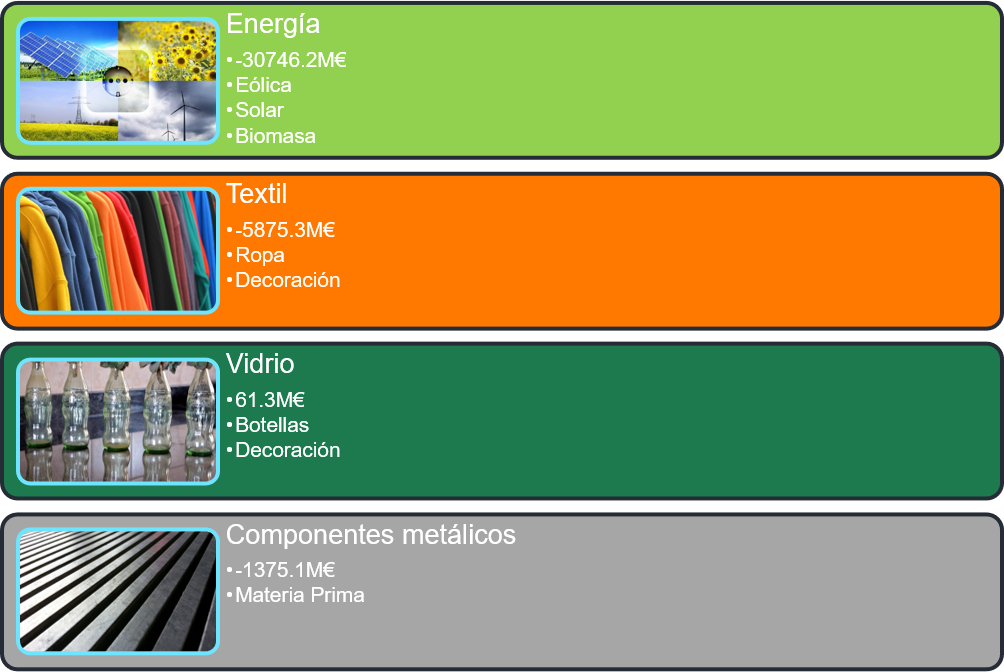 Energía
•-30746.2M€
•Eólica
•Solar
•Biomasa
Textil
•-5875.3M€
•Ropa
•Decoración
Vidrio
•61.3M€
•Botellas
•Decoración
Componentes metálicos
•-1375.1M€
•Materia Prima